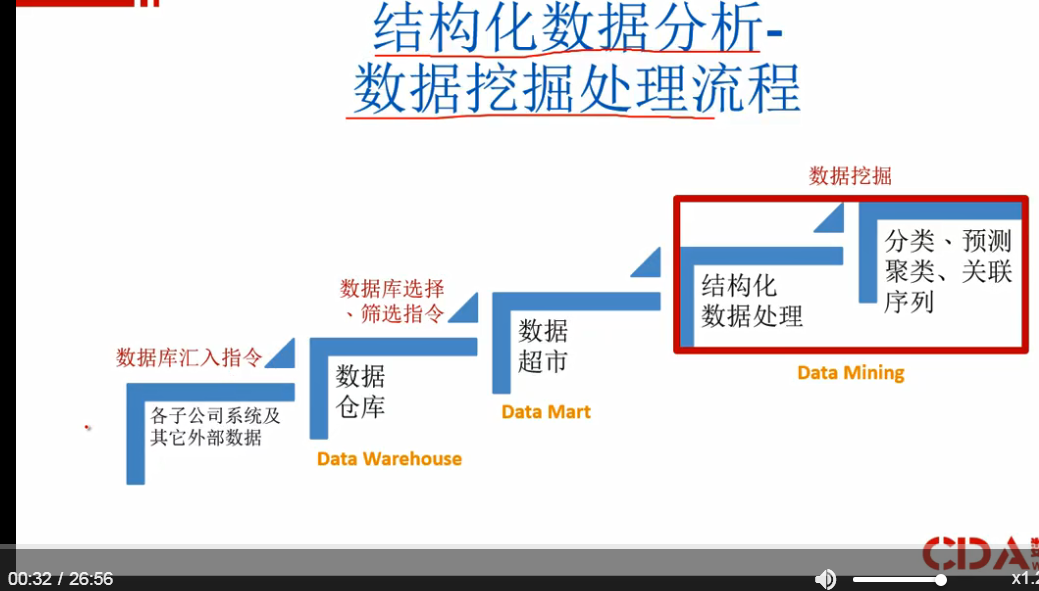 结构化数据分析-
数据挖掘处理流程
数据挖掘
分类、预测
聚类、关联
序列
结构化
数据处理
Data Mining
数据库选择
、筛选指令
数据
超市
Data Mart
数据库汇入指令
数据
仓库
Data Warehouse
各子公司系统及
其它外部数据
CDA
00:32 / 26:56